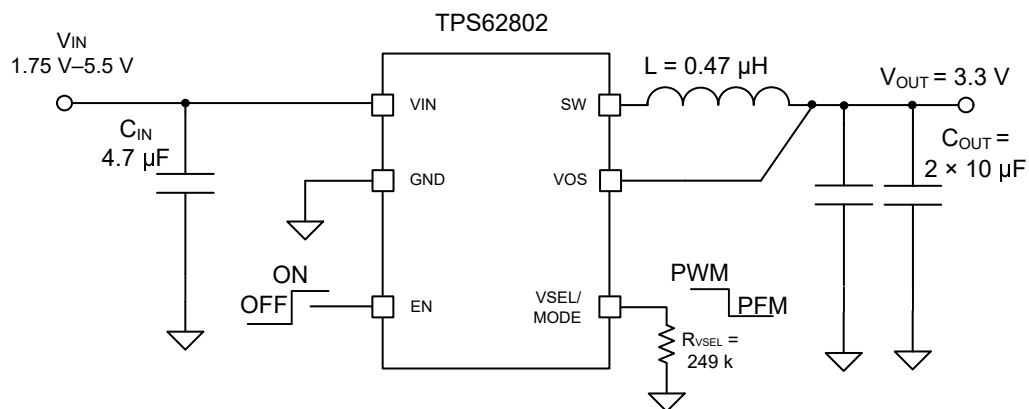 TPS62802
VIN
1.75 V–5.5 V
L = 0.47 µH
VOUT = 3.3 V
VIN
SW
CIN
4.7 µF
COUT =
2 × 10 µF
GND
VOS
ON
OFF
EN
VSEL/
MODE
PWM
PFM
RVSEL =
249 k